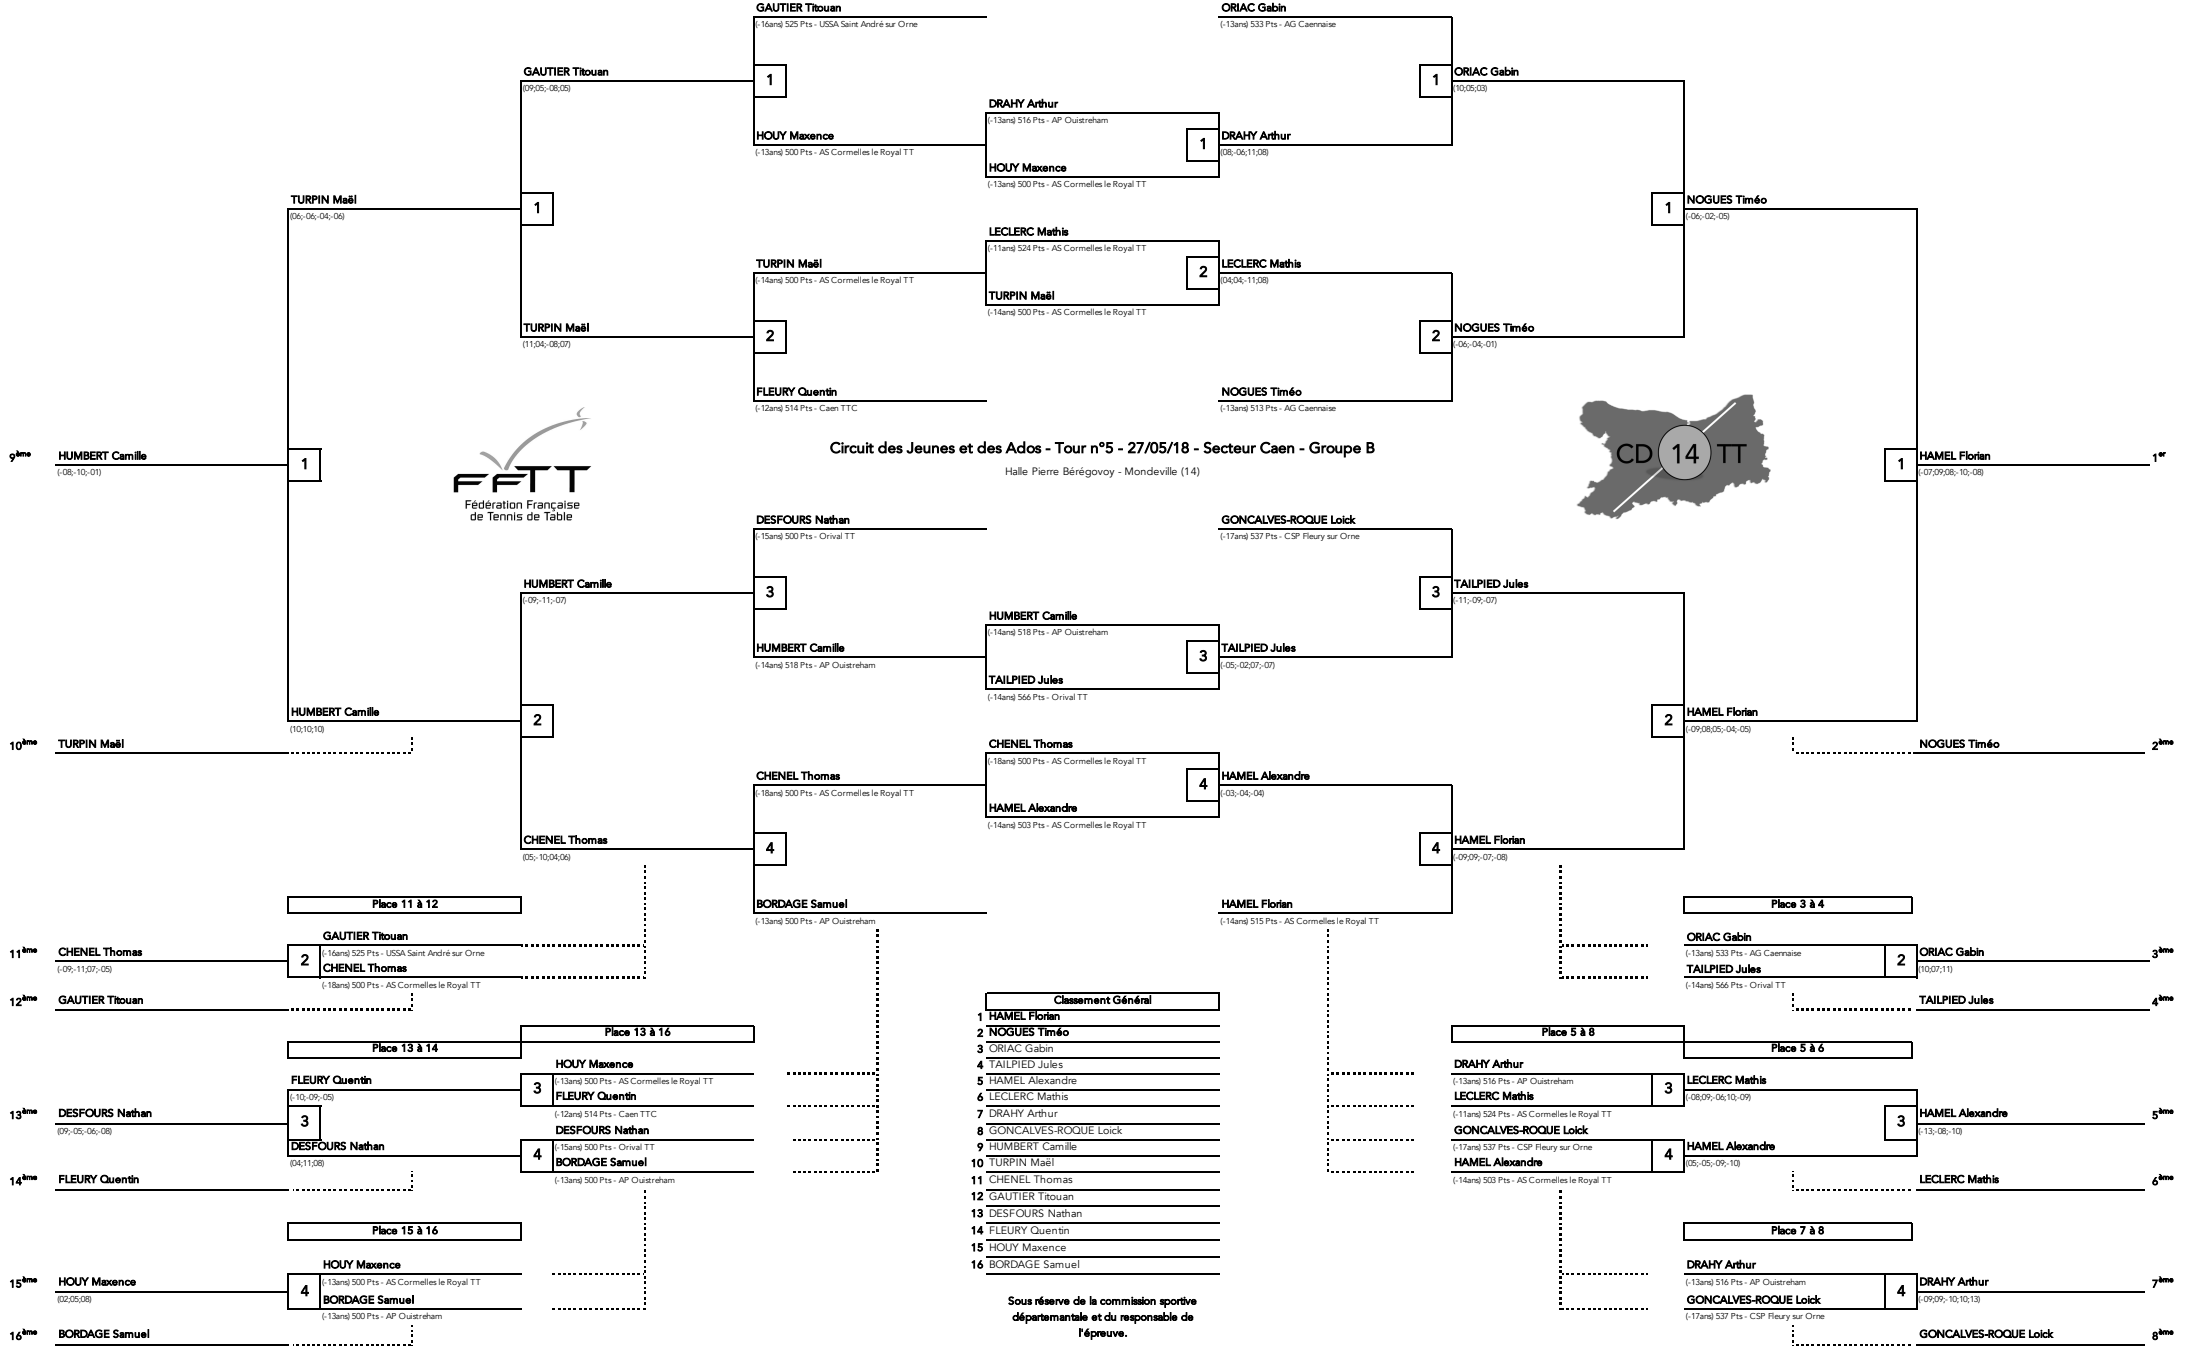 GAUTIER Titouan
(-16ans) 525 Pts - USSA Saint André sur Orne
ORIAC Gabin
(-13ans) 533 Pts - AG Caennaise
GAUTIER Titouan
(09;05;-08;05)
1
1
ORIAC Gabin
(10;05;03)
DRAHY Arthur
(-13ans) 516 Pts - AP Ouistreham
HOUY Maxence
(-13ans) 500 Pts - AS Cormelles le Royal TT
1
DRAHY Arthur
(08;-06;11;08)
HOUY Maxence
(-13ans) 500 Pts - AS Cormelles le Royal TT
TURPIN Maël
(06;-06;-04;-06)
1
1
NOGUES Timéo
(-06;-02;-05)
LECLERC Mathis
(-11ans) 524 Pts - AS Cormelles le Royal TT
TURPIN Maël
(-14ans) 500 Pts - AS Cormelles le Royal TT
2
LECLERC Mathis
(04;04;-11;08)
TURPIN Maël
(-14ans) 500 Pts - AS Cormelles le Royal TT
TURPIN Maël
(11;04;-08;07)
2
2
NOGUES Timéo
(-06;-04;-01)
FLEURY Quentin
(-12ans) 514 Pts - Caen TTC
NOGUES Timéo
(-13ans) 513 Pts - AG Caennaise
9ème
HUMBERT Camille
(-08;-10;-01)
1
FFTT
Fédération Française
de Tennis de Table
Circuit des Jeunes et des Ados - Tour n°5 - 27/05/18 - Secteur Caen - Groupe B
Halle Pierre Bérégovoy - Mondeville (14)
CD 14 TT
1
HAMEL Florian
(-07;09;08;-10;-08)
1er
DESFOURS Nathan
(-15ans) 500 Pts - Orival TT
GONCALVES-ROQUE Loick
(-17ans) 537 Pts - CSP Fleury sur Orne
HUMBERT Camille
(-09;-11;-07)
3
3
TAILPIED Jules
(-11;-09;-07)
HUMBERT Camille
(-14ans) 518 Pts - AP Ouistreham
HUMBERT Camille
(-14ans) 518 Pts - AP Ouistreham
3
TAILPIED Jules
(-05;-02;07;-07)
TAILPIED Jules
(-14ans) 566 Pts - Orival TT
HUMBERT Camille
(10;10;10)
2
2
HAMEL Florian
(-09;08;05;-04;-05)
10ème
TURPIN Maël
CHENEL Thomas
(-18ans) 500 Pts - AS Cormelles le Royal TT
NOGUES Timéo
2ème
CHENEL Thomas
(-18ans) 500 Pts - AS Cormelles le Royal TT
4
HAMEL Alexandre
(-03;-04;-04)
HAMEL Alexandre
(-14ans) 503 Pts - AS Cormelles le Royal TT
CHENEL Thomas
(05;-10;04;06)
4
4
HAMEL Florian
(-09;09;-07;-08)
BORDAGE Samuel
(-13ans) 500 Pts - AP Ouistreham
HAMEL Florian
(-14ans) 515 Pts - AS Cormelles le Royal TT
Place 11 à 12
Place 3 à 4
11ème
CHENEL Thomas
(-09;-11;07;-05)
2
GAUTIER Titouan
(-16ans) 525 Pts - USSA Saint André sur Orne
CHENEL Thomas
(-18ans) 500 Pts - AS Cormelles le Royal TT
12ème
GAUTIER Titouan
ORIAC Gabin
(-13ans) 533 Pts - AG Caennaise
TAILPIED Jules
(-14ans) 566 Pts - Orival TT
2
ORIAC Gabin
(10;07;11)
3ème
TAILPIED Jules
4ème
Place 13 à 16
Place 13 à 14
FLEURY Quentin
(-10;-09;-05)
3
HOUY Maxence
(-13ans) 500 Pts - AS Cormelles le Royal TT
FLEURY Quentin
(-12ans) 514 Pts - Caen TTC
13ème
DESFOURS Nathan
(09;-05;-06;-08)
3
DESFOURS Nathan
(04;11;08)
4
DESFOURS Nathan
(-15ans) 500 Pts - Orival TT
BORDAGE Samuel
(-13ans) 500 Pts - AP Ouistreham
14ème
FLEURY Quentin
Place 15 à 16
15ème
HOUY Maxence
(02;05;08)
4
HOUY Maxence
(-13ans) 500 Pts - AS Cormelles le Royal TT
BORDAGE Samuel
(-13ans) 500 Pts - AP Ouistreham
16ème
BORDAGE Samuel
Classement Général
1 HAMEL Florian
2 NOGUES Timéo
3 ORIAC Gabin
4 TAILPIED Jules
5 HAMEL Alexandre
6 LECLERC Mathis
7 DRAHY Arthur
8 GONCALVES-ROQUE Loick
9 HUMBERT Camille
10 TURPIN Maël
11 CHENEL Thomas
12 GAUTIER Titouan
13 DESFOURS Nathan
14 FLEURY Quentin
15 HOUY Maxence
16 BORDAGE Samuel
Sous réserve de la commission sportive
départemantale et du responsable de
l'épreuve.
Place 5 à 8
Place 5 à 6
DRAHY Arthur
(-13ans) 516 Pts - AP Ouistreham
LECLERC Mathis
(-11ans) 524 Pts - AS Cormelles le Royal TT
3
LECLERC Mathis
(-08;09;-06;10;-09)
GONCALVES-ROQUE Loick
(-17ans) 537 Pts - CSP Fleury sur Orne
HAMEL Alexandre
(-14ans) 503 Pts - AS Cormelles le Royal TT
4
HAMEL Alexandre
(05;-05;-09;-10)
3
HAMEL Alexandre
(-13;-08;-10)
5ème
LECLERC Mathis
6ème
Place 7 à 8
DRAHY Arthur
(-13ans) 516 Pts - AP Ouistreham
GONCALVES-ROQUE Loick
(-17ans) 537 Pts - CSP Fleury sur Orne
4
DRAHY Arthur
(-09;09;-10;10;13)
7ème
GONCALVES-ROQUE Loick
8ème